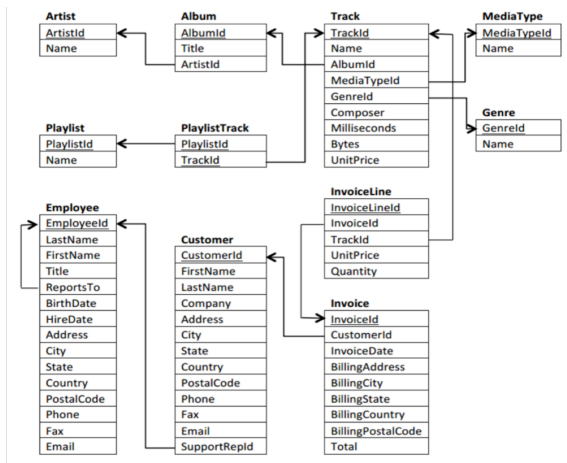 Artist
ArtistId
Name
Album
AlbumId
Title
ArtistId
Track
TrackId
Name
AlbumId
MediaTypeId
GenreId
Composer
Milliseconds
Bytes
UnitPrice
MediaType
MediaTypeId
Name
Genre
GenreId
Name
Playlist
PlaylistId
Name
PlaylistTrack
PlaylistId
TrackId
Employee
EmployeeId
LastName
FirstName
Title
ReportsTo
BirthDate
HireDate
Address
City
State
Country
PostalCode
Phone
Fax
Email
Customer
CustomerId
FirstName
LastName
Company
Address
City
State
Country
PostalCode
Phone
Fax
Email
SupportRepId
InvoiceLine
InvoiceLineId
InvoiceId
TrackId
UnitPrice
Quantity
Invoice
InvoiceId
CustomerId
InvoiceDate
BillingAddress
BillingCity
BillingState
BillingCountry
BillingPostalCode
Total